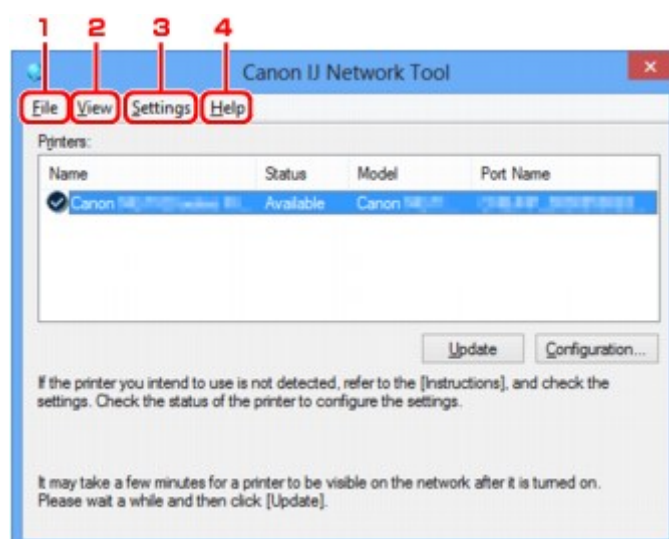 1 2 3 4
Canon IJ Network Tool
File View Settings Help
Printers:
Name Status Model Port Name
Canon Available Canon
Update Configuration...
If the printer you intend to use is not detected, refer to the [Instructions], and check the
settings. Check the status of the printer to configure the settings.
It may take a few minutes for a printer to be visible on the network after it is turned on.
Please wait a while and then click [Update].